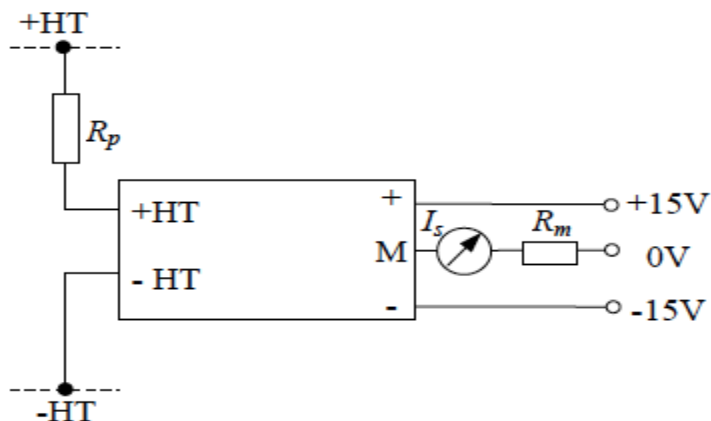 +HT
R_p
+HT
- HT
-HT
+
M
-
I_s
R_m
+15V
0V
-15V